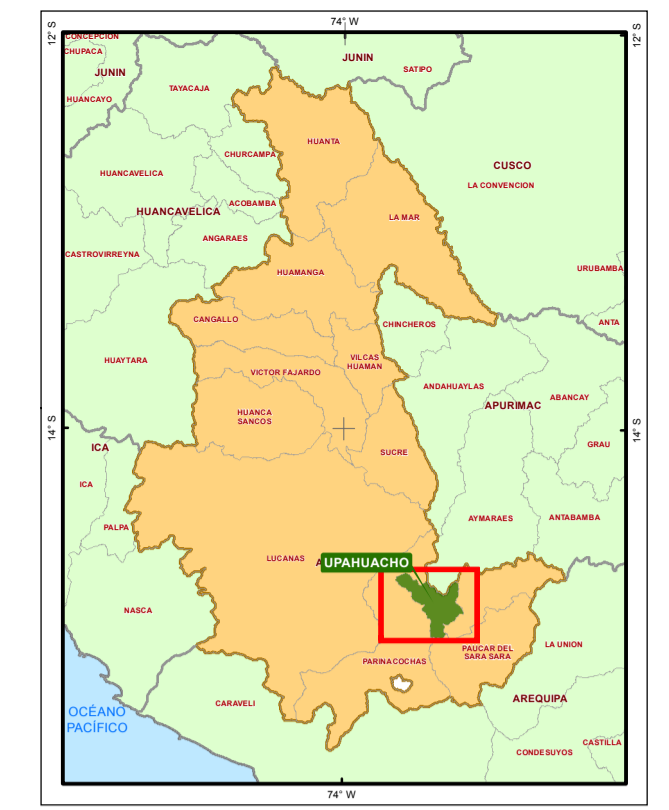 74° W
12° S
12° S
CONCEPCION
CHUPACA
JUNIN
JUNIN
SATIPO
TAYACAJA
HUANCAYO
HUANTA
CHURCAMPA
CUSCO
HUANCAVELICA
LA CONVENCION
ACOBAMBA
HUANCAVELICA
LA MAR
ANGARAES
CASTROVIRREYNA
URUBAMBA
HUAMANGA
CANGALLO
CHINCHEROS
ANTA
HUAYTARA
VILCAS
HUAMAN
VICTOR FAJARDO
ANDAHUAYLAS
ABANCAY
APURIMAC
HUANCA
SANCOS
14° S
14° S
ICA
GRAU
SUCRE
ICA
PALPA
AYMARAES
ANTABAMBA
LUCANAS
A
UPAHUACHO
NASCA
LA UNION
PAUCAR DEL
SARA SARA
PARINACOCHAS
AREQUIPA
CARAVELI
OCÉANO
PACÍFICO
CASTILLA
CONDESUYOS
74° W